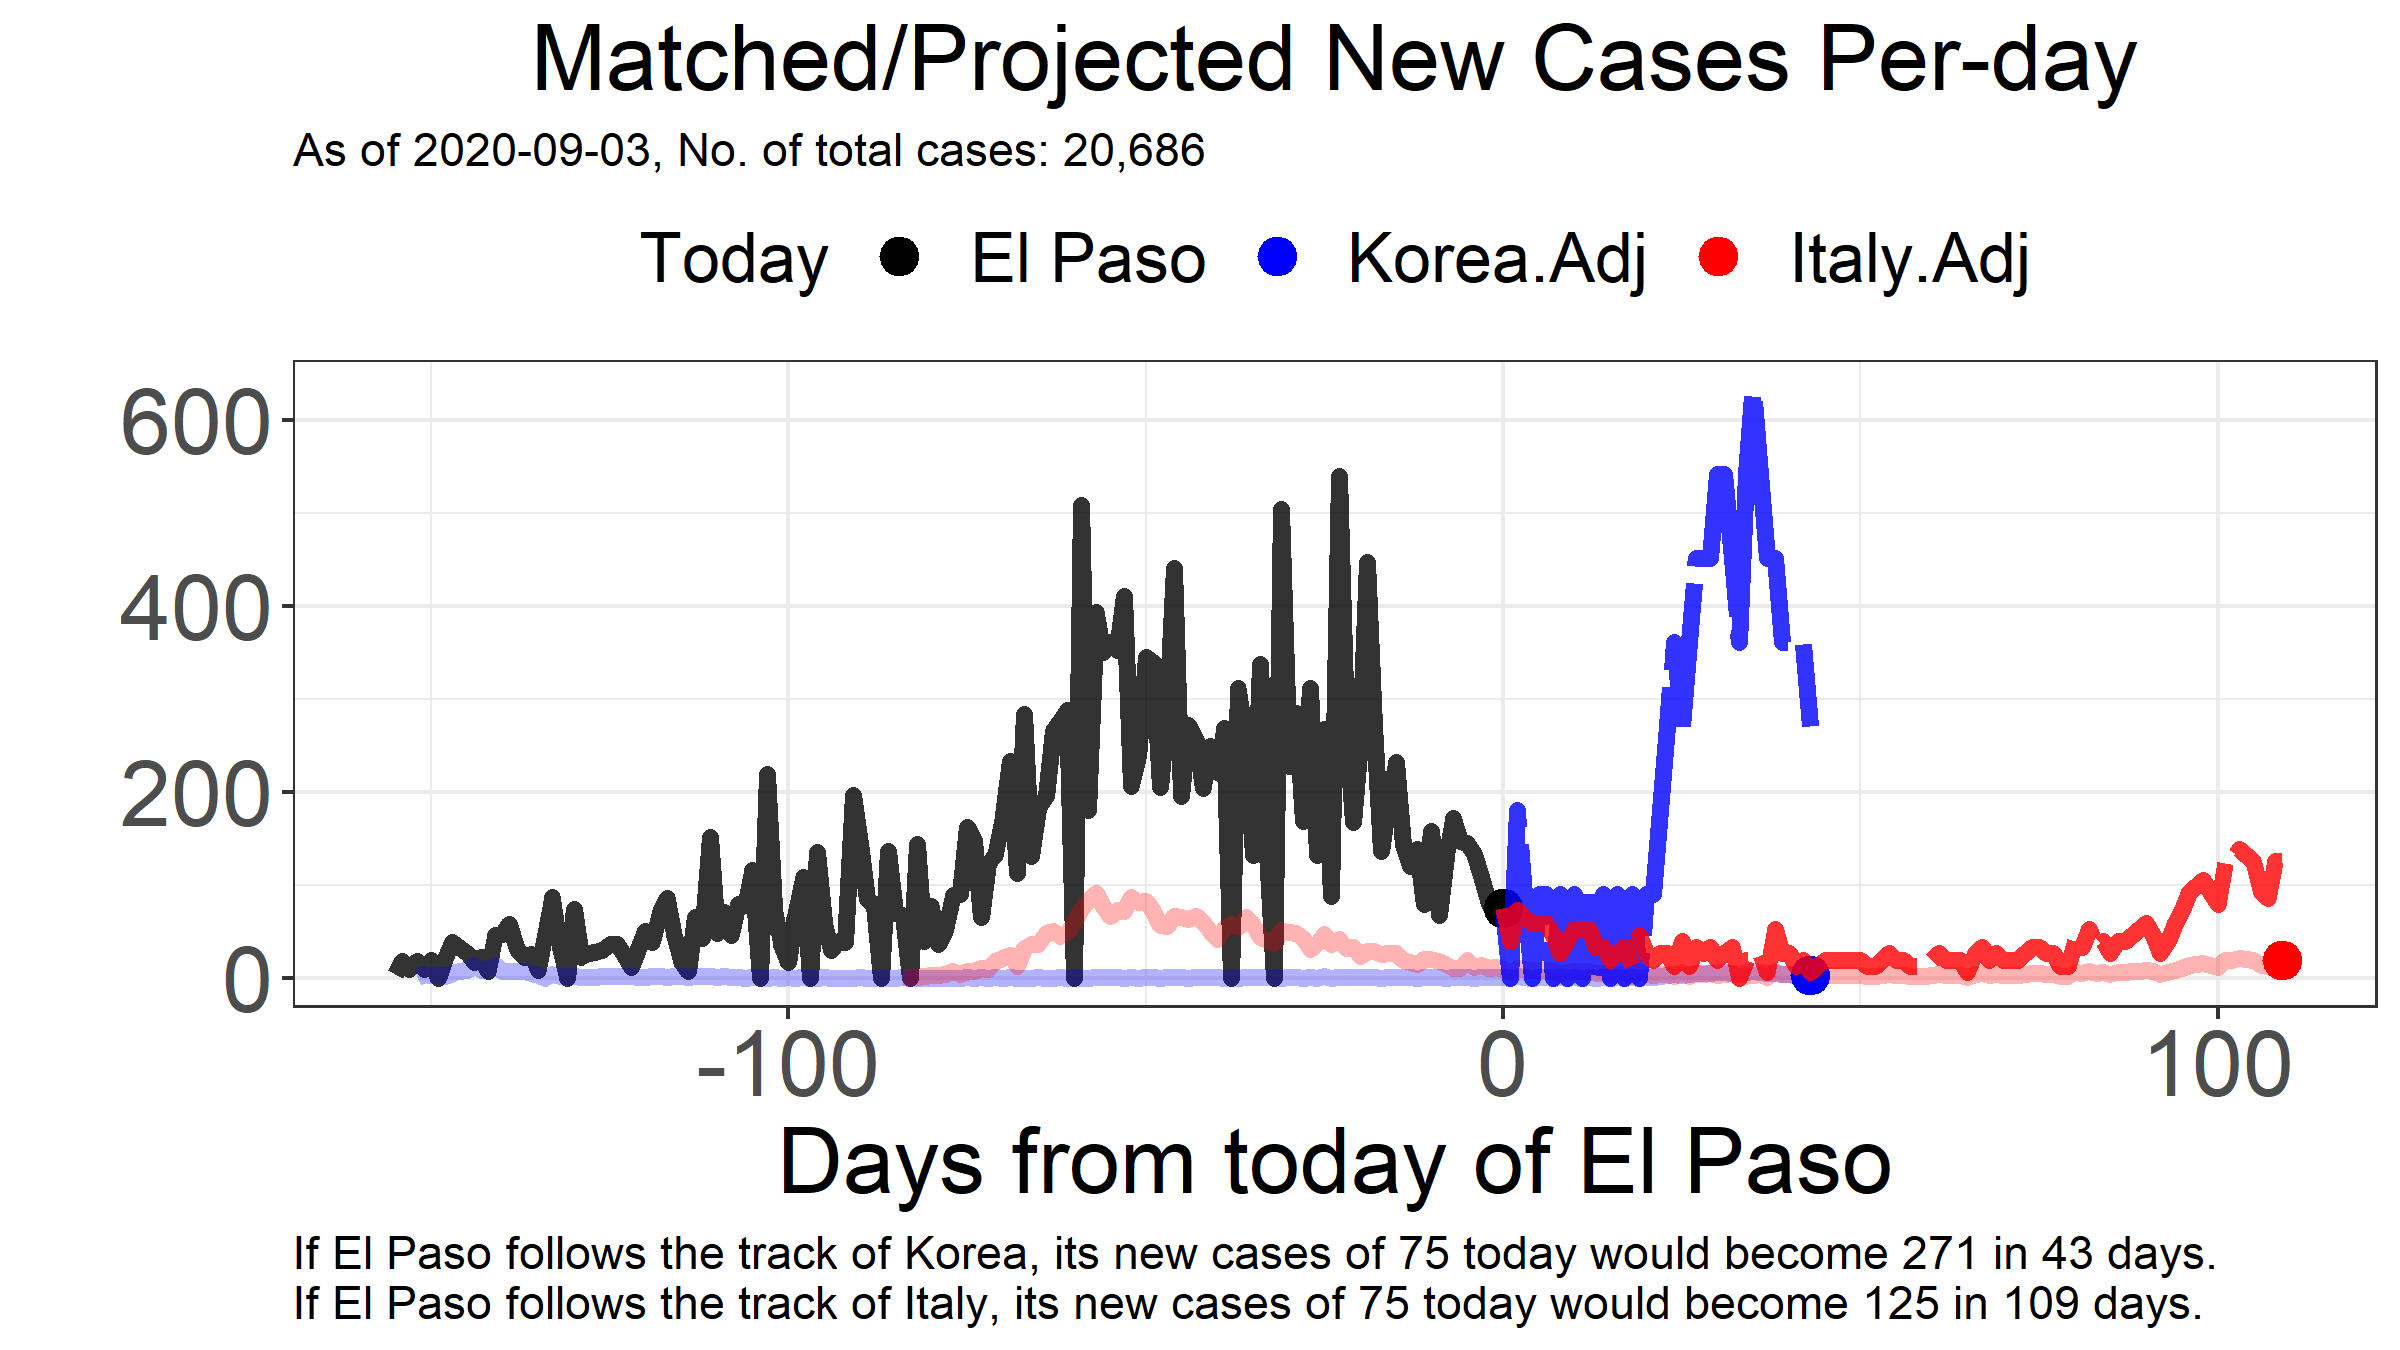 Matched/Projected New Cases Per-day
As of 2020-09-03, No. of total cases: 20,686
Today El Paso Korea.Adj Italy.Adj
600
400
200
0
-100 0 100
Days from today of El Paso
If El Paso follows the track of Korea, its new cases of 75 today would become 271 in 43 days.
If El Paso follows the track of Italy, its new cases of 75 today would become 125 in 109 days.